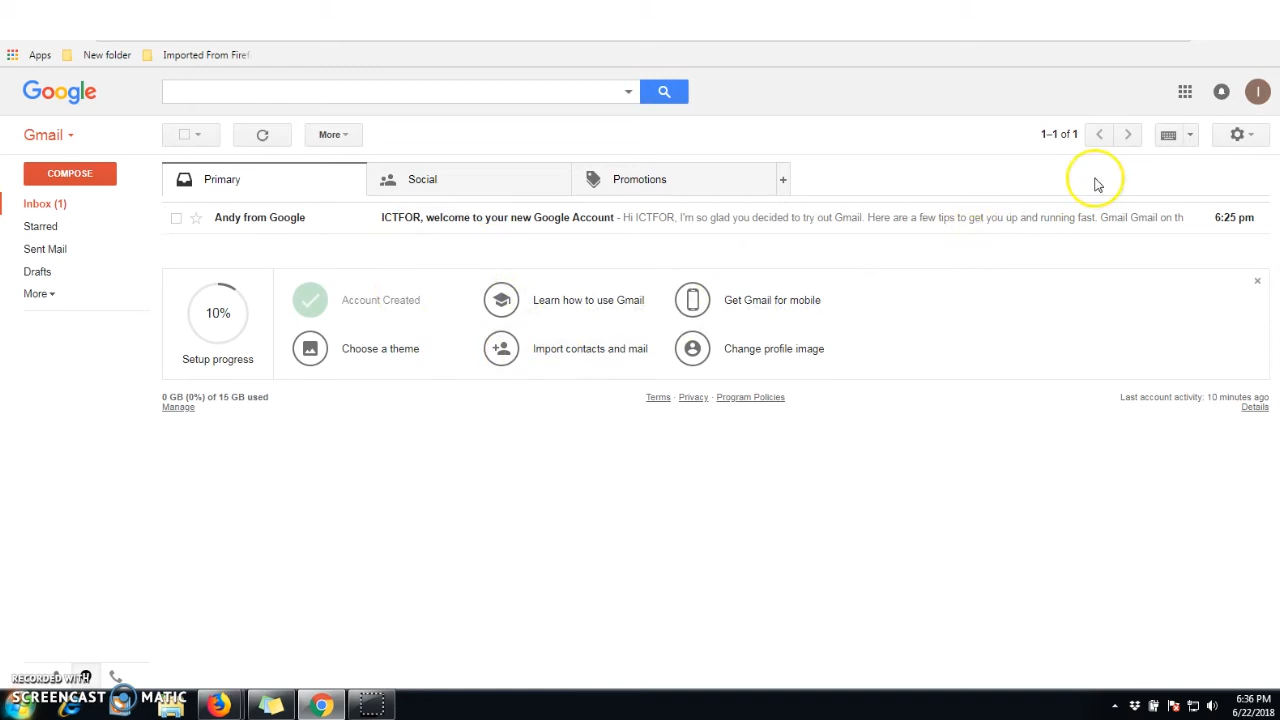 Apps New folder Imported From Firef
Google
I
Gmail
More
1–1 of 1
COMPOSE
Primary
Social
Promotions
+
Inbox (1)
Andy from Google ICTFOR, welcome to your new Google Account - Hi ICTFOR, I'm so glad you decided to try out Gmail. Here are a few tips to get you up and running fast. Gmail Gmail on th 6:25 pm
Starred
Sent Mail
Drafts
More
10%
Setup progress
Account Created
Learn how to use Gmail
Get Gmail for mobile
Choose a theme
Import contacts and mail
Change profile image
0 GB (0%) of 15 GB used
Manage
Terms - Privacy - Program Policies
Last account activity: 10 minutes ago
Details
RECORDED WITH
SCREENCAST MATIC
6:36 PM
6/22/2018